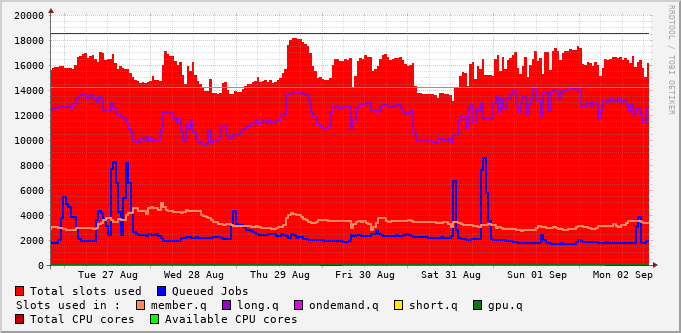 20000
18000
16000
14000
12000
10000
8000
6000
4000
2000
0
Tue 27 Aug Wed 28 Aug Thu 29 Aug Fri 30 Aug Sat 31 Aug Sun 01 Sep Mon 02 Sep
Total slots used Queued Jobs
Slots used in : member.q long.q ondemand.q short.q gpu.q
Total CPU cores Available CPU cores
RRDTOOL / TOBI OETIKER